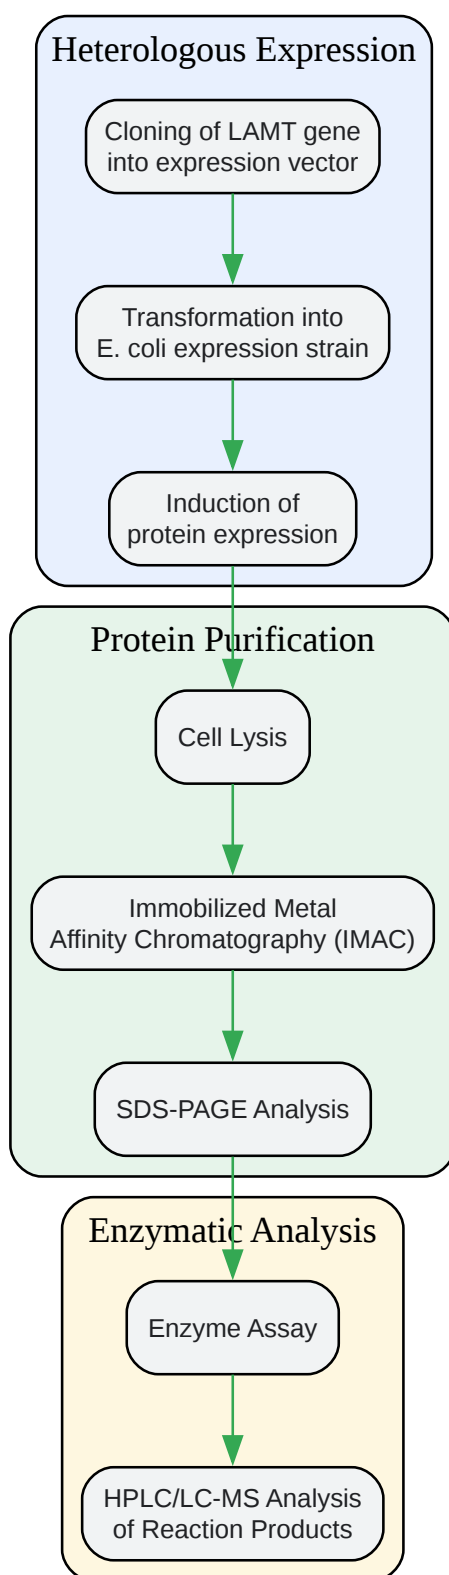 Heterologous Expression
Cloning of LAMT gene
into expression vector
Transformation into
E. coli expression strain
Induction of
protein expression
Protein Purification
Cell Lysis
Immobilized Metal
Affinity Chromatography (IMAC)
SDS-PAGE Analysis
Enzymatic Analysis
Enzyme Assay
HPLC/LC-MS Analysis
of Reaction Products